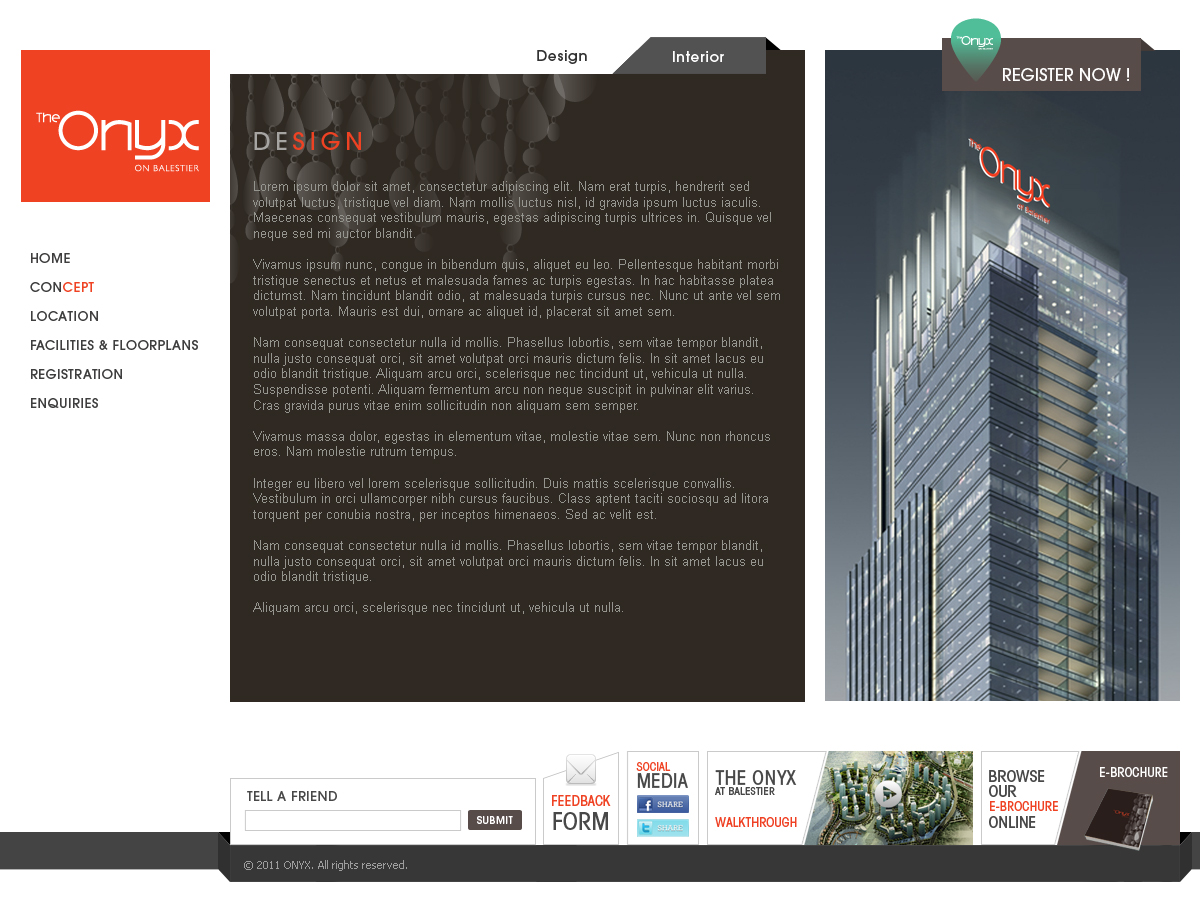 The Onyx
ON BALESTIER
HOME
CONCEPT
LOCATION
FACILITIES & FLOORPLANS
REGISTRATION
ENQUIRIES
Design
Interior
DESIGN
Lorem ipsum dolor sit amet, consectetur adipiscing elit. Nam erat turpis, hendrerit sed
volutpat luctus, tristique vel diam. Nam mollis luctus nisl, id gravida ipsum luctus iaculis.
Maecenas consequat vestibulum mauris, egestas adipiscing turpis ultrices in. Quisque vel
neque sed mi auctor blandit.
Vivamus ipsum nunc, congue in bibendum quis, aliquet eu leo. Pellentesque habitant morbi
tristique senectus et netus et malesuada fames ac turpis egestas. In hac habitasse platea
dictumst. Nam tincidunt blandit odio, at malesuada turpis cursus nec. Nunc ut ante vel sem
volutpat porta. Mauris est dui, ornare ac aliquet id, placerat sit amet sem.
Nam consequat consectetur nulla id mollis. Phasellus lobortis, sem vitae tempor blandit,
nulla justo consequat orci, sit amet volutpat orci mauris dictum felis. In sit amet lacus eu
odio blandit tristique. Aliquam arcu orci, scelerisque nec tincidunt ut, vehicula ut nulla.
Suspendisse potenti. Aliquam fermentum arcu non neque suscipit in pulvinar elit varius.
Cras gravida purus vitae enim sollicitudin non aliquam sem semper.
Vivamus massa dolor, egestas in elementum vitae, molestie vitae sem. Nunc non rhoncus
eros. Nam molestie rutrum tempus.
Integer eu libero vel lorem scelerisque sollicitudin. Duis mattis scelerisque convallis.
Vestibulum in orci ullamcorper nibh cursus faucibus. Class aptent taciti sociosqu ad litora
torquent per conubia nostra, per inceptos himenaeos. Sed ac velit est.
Nam consequat consectetur nulla id mollis. Phasellus lobortis, sem vitae tempor blandit,
nulla justo consequat orci, sit amet volutpat orci mauris dictum felis. In sit amet lacus eu
odio blandit tristique.
Aliquam arcu orci, scelerisque nec tincidunt ut, vehicula ut nulla.
The Onyx
REGISTER NOW !
The Onyx
at Balestier
TELL A FRIEND
SUBMIT
FEEDBACK
FORM
SOCIAL
MEDIA
f SHARE
t SHARE
THE ONYX
AT BALESTIER
WALKTHROUGH
BROWSE
OUR
E-BROCHURE
ONLINE
E-BROCHURE
© 2011 ONYX. All rights reserved.